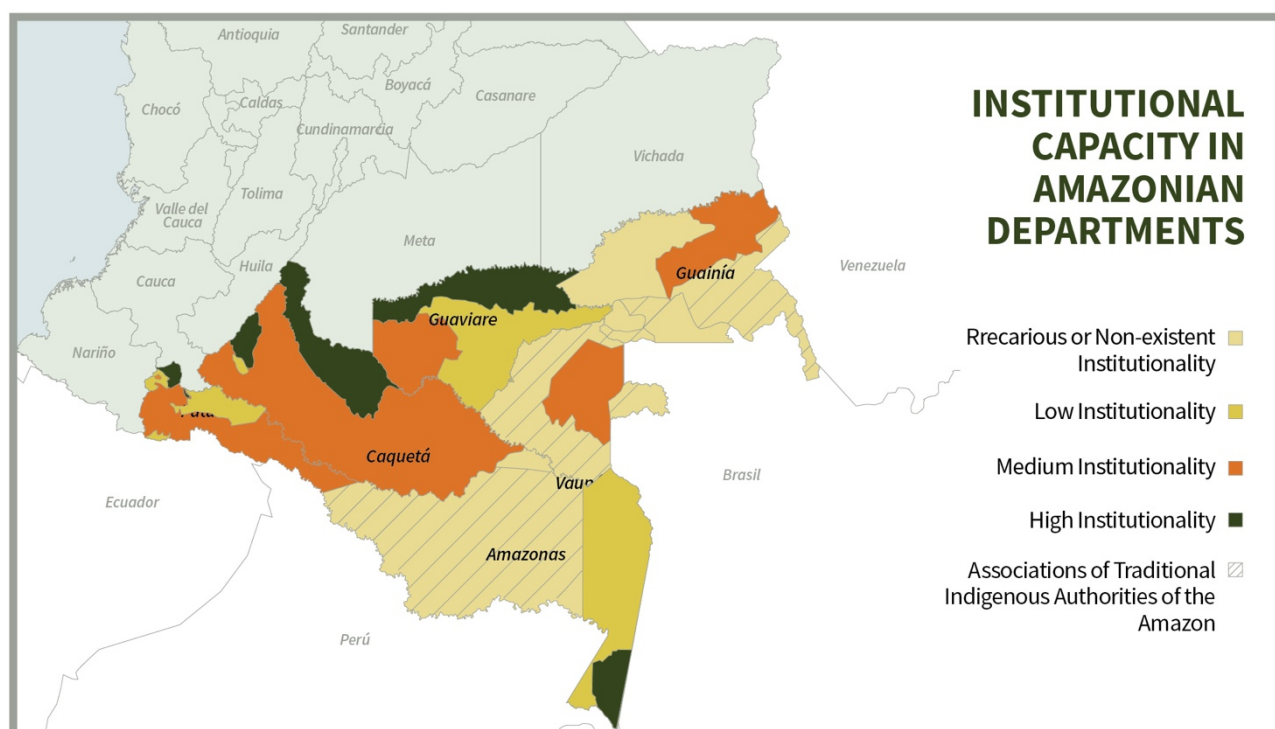 Antioquia
Santander
Chocó
Caldas
Boyacá
Casanare
Cundinamarcia
Vichada
Tolima
Valle del
Cauca
Meta
Huila
Cauca
Nariño
Guainía
Venezuela
Guaviare
Caquetá
Ecuador
Vaup
Brasil
Amazonas
Perú
INSTITUTIONAL
CAPACITY IN
AMAZONIAN
DEPARTMENTS
Rrecarious or Non-existent
Institutionality
Low Institutionality
Medium Institutionality
High Institutionality
Associations of Traditional
Indigenous Authorities of the
Amazon